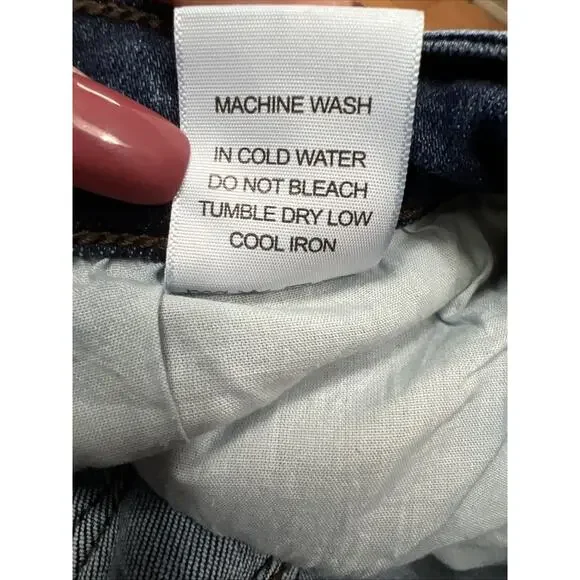 MACHINE WASH
IN COLD WATER
DO NOT BLEACH
TUMBLE DRY LOW
COOL IRON